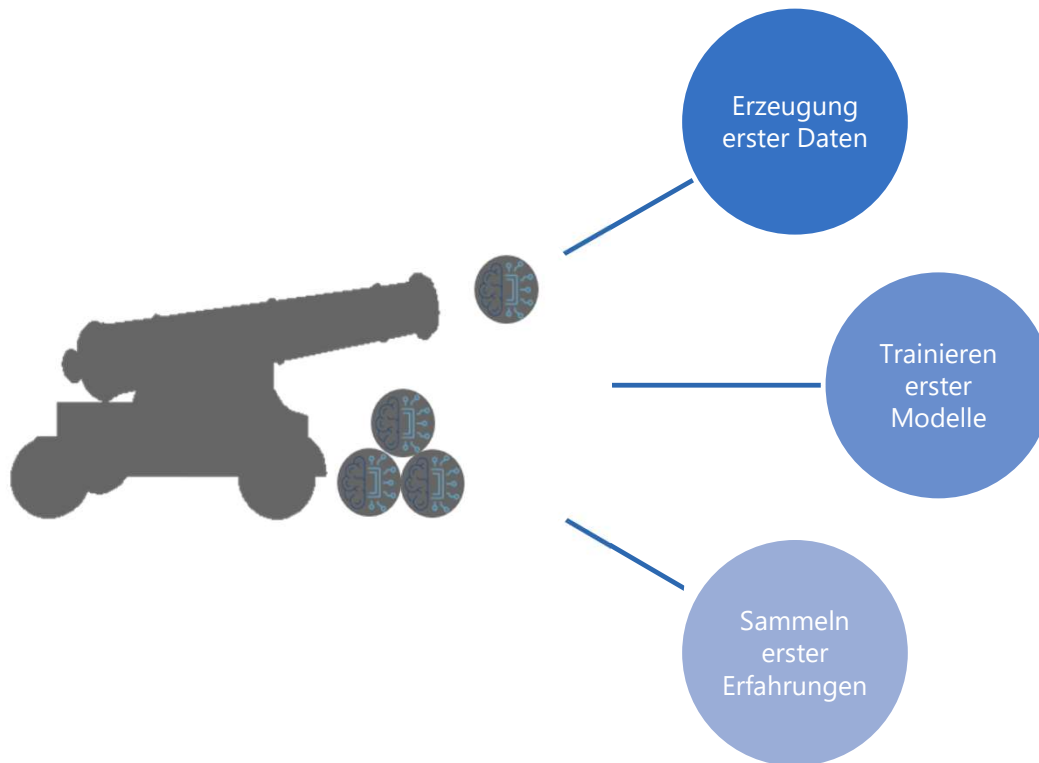 Erzeugung
erster Daten
Trainieren
erster
Modelle
Sammeln
erster
Erfahrungen